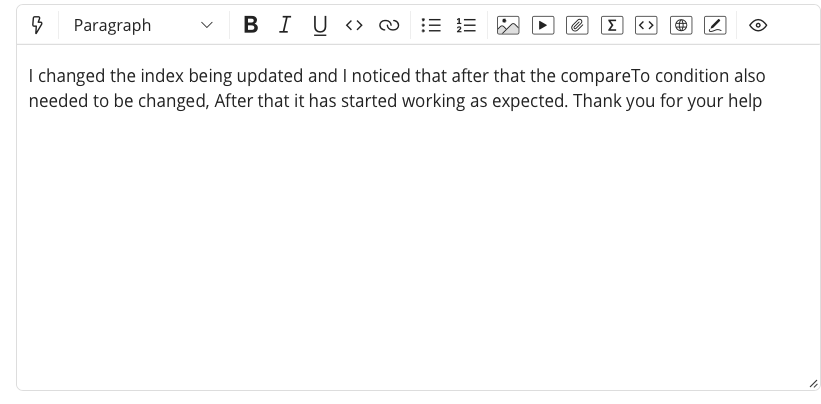 Paragraph B I U
I changed the index being updated and I noticed that after that the compareTo condition also
needed to be changed, After that it has started working as expected. Thank you for your help